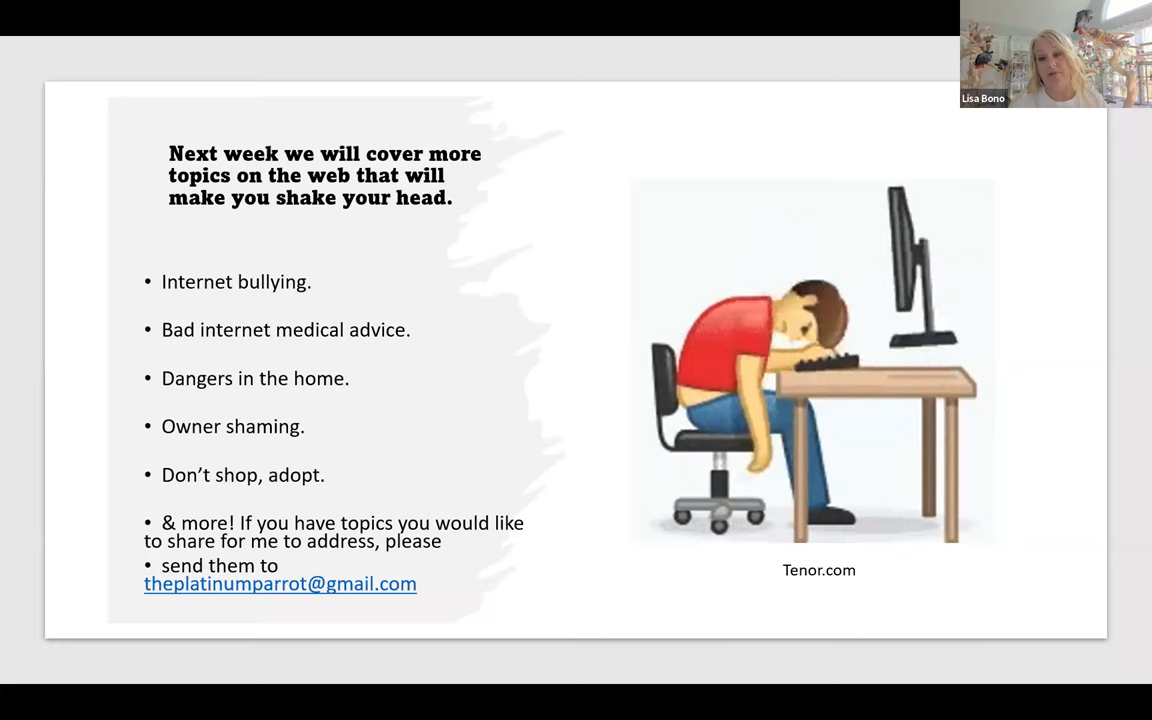 Lisa Bono
Next week we will cover more
topics on the web that will
make you shake your head.
• Internet bullying.
• Bad internet medical advice.
• Dangers in the home.
• Owner shaming.
• Don’t shop, adopt.
• & more! If you have topics you would like
to share for me to address, please
• send them to
theplatinumparrot@gmail.com
Tenor.com